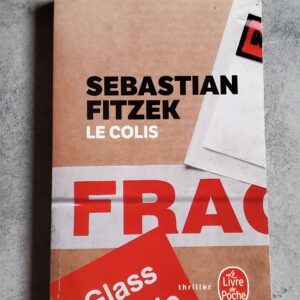 SEBASTIAN
FITZEK
LE COLIS
FRAG
Glass
thriller
Le
Livre
de
Poche